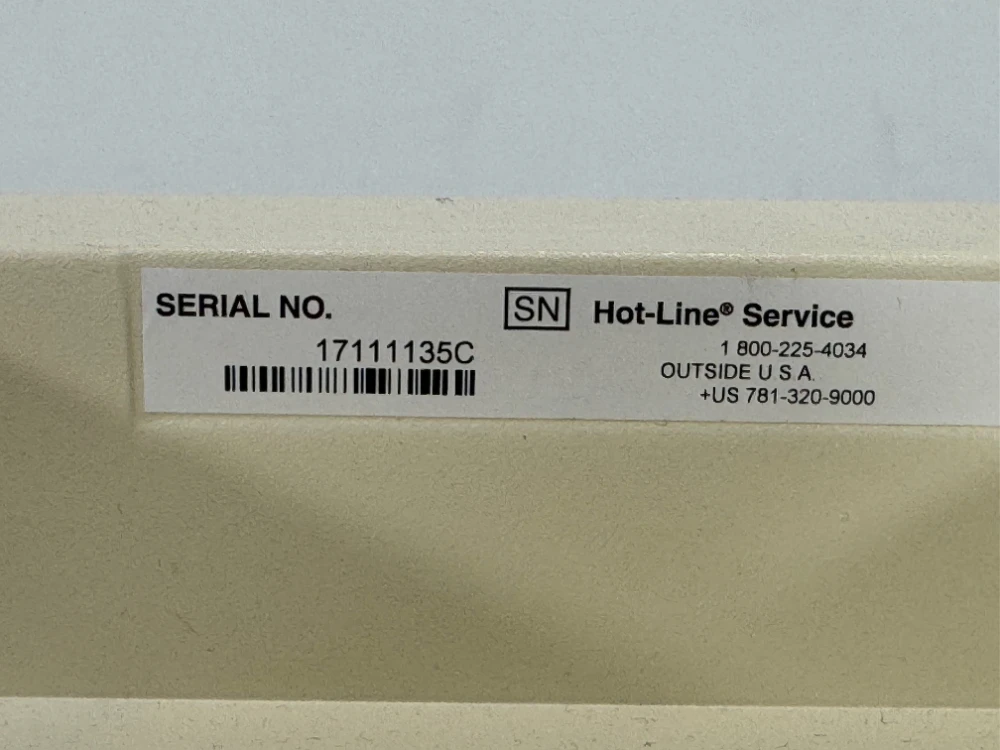 SERIAL NO.
17111135C
SN Hot-Line® Service
1 800-225-4034
OUTSIDE U S A.
+US 781-320-9000